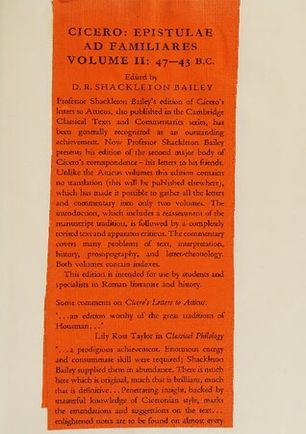 CICERO: EPISTULAE
AD FAMILIARES
VOLUME II: 47–43 B.C.
Edited by
D. R. SHACKLETON BAILEY
Professor Shackleton Bailey's edition of Cicero's
letters to Atticus, also published in the Cambridge
Classical Texts and Commentaries series, has
been generally recognized as an outstanding
achievement. Now Professor Shackleton Bailey
presents his edition of the second major body of
Cicero's correspondence – his letters to his friends.
Unlike the Atticus volumes this edition contains
no translation (this will be published elsewhere),
which has made it possible to gather all the letters
and commentary into only two volumes. The
introduction, which includes a reassessment of the
manuscript tradition, is followed by a completely
revised text and apparatus criticus. The commentary
covers many problems of text, interpretation,
history, prosopography, and letter-chronology.
Both volumes contain indexes.
This edition is intended for use by students and
specialists in Roman literature and history.
Some comments on Cicero's Letters to Atticus:
'...an edition worthy of the great traditions of
Housman...'
Lily Ross Taylor in Classical Philology
'...a prodigious achievement. Enormous energy
and consummate skill were required; Shackleton
Bailey supplied them in abundance. There is much
here which is original, much that is brilliant, much
that is definitive... Penetrating insight, backed by
masterful knowledge of Ciceronian style, marks
the emendations and suggestions on the text...
enlightened notes are to be found on almost every